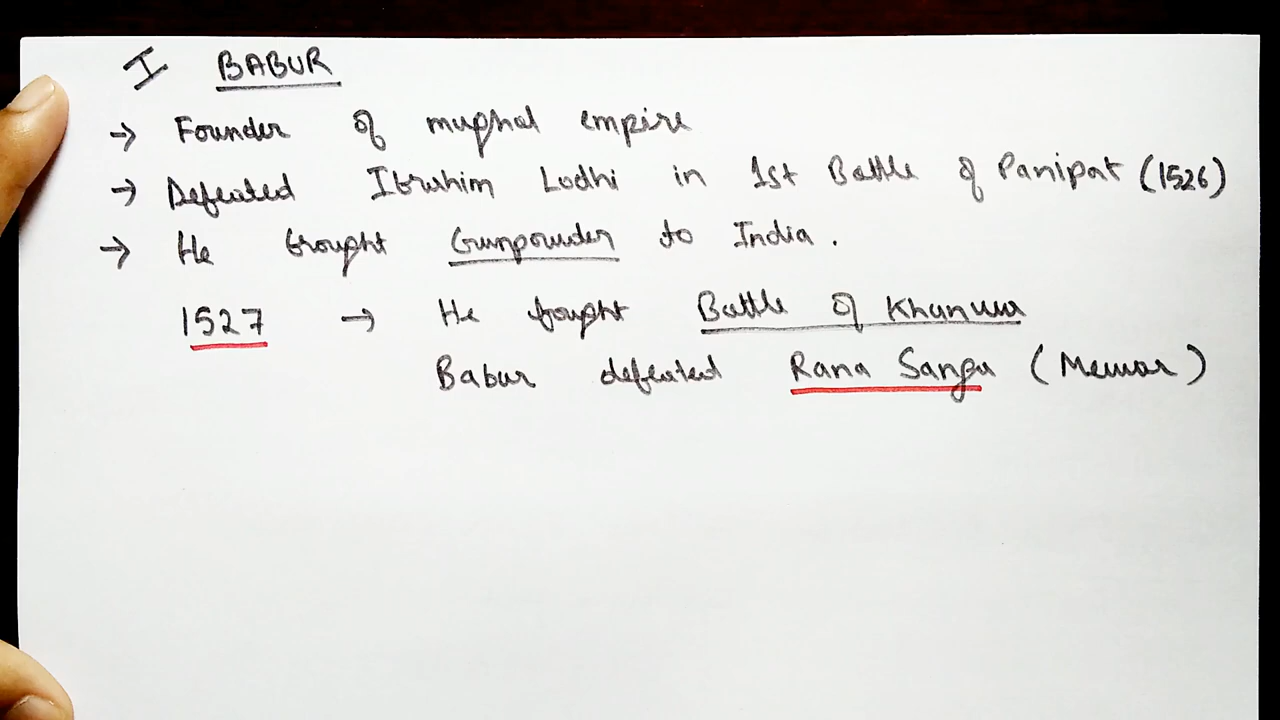 I BABUR
→ Founder of mughal empire
→ Defeated Ibrahim Lodhi in 1st Battle of Panipat (1526)
→ He brought Gunpowder to India.
1527 → He fought Battle of Khanwa
Babur defeated Rana Sanga (Mewar)